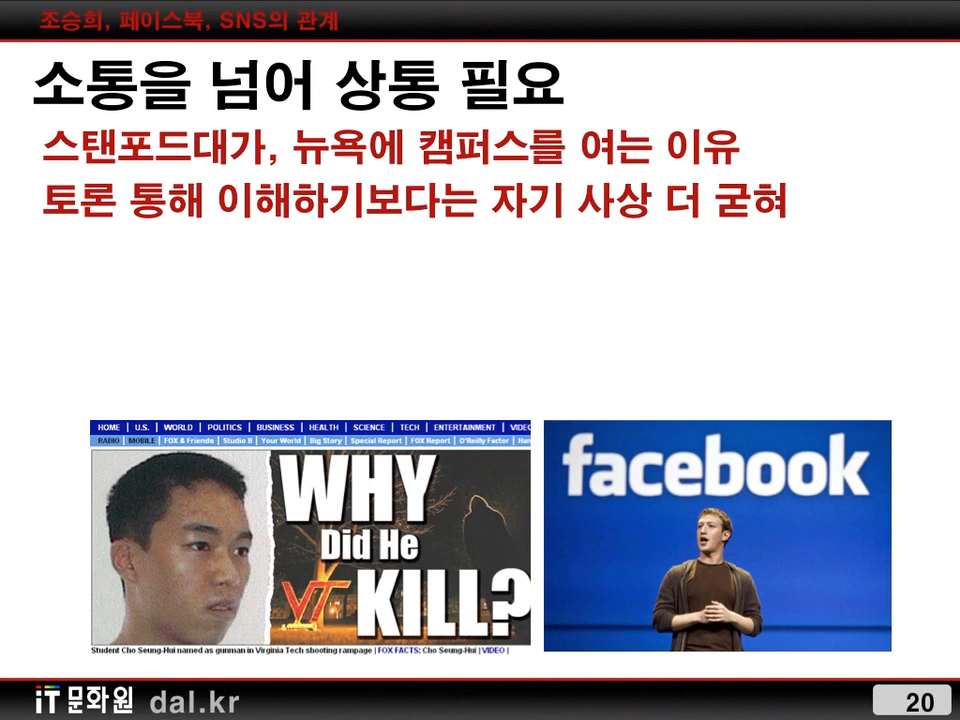 조승희, 페이스북, SNS의 관계
소통을 넘어 상통 필요
스탠포드대가, 뉴욕에 캠퍼스를 여는 이유
토론 통해 이해하기보다는 자기 사상 더 굳혀
HOME | U.S. | WORLD | POLITICS | BUSINESS | HEALTH | SCIENCE | TECH | ENTERTAINMENT | VIDEO
RADIO | MOBILE | FOX & Friends | Studio B | Your World | Big Story | Special Report | FOX Report | O'Reilly Factor | Han
WHY
Did He
VT KILL?
Student Cho Seung-Hui named as gunman in Virginia Tech shooting rampage | FOX FACTS: Cho Seung-Hui | VIDEO |
facebook
iT문화원 dal.kr
20